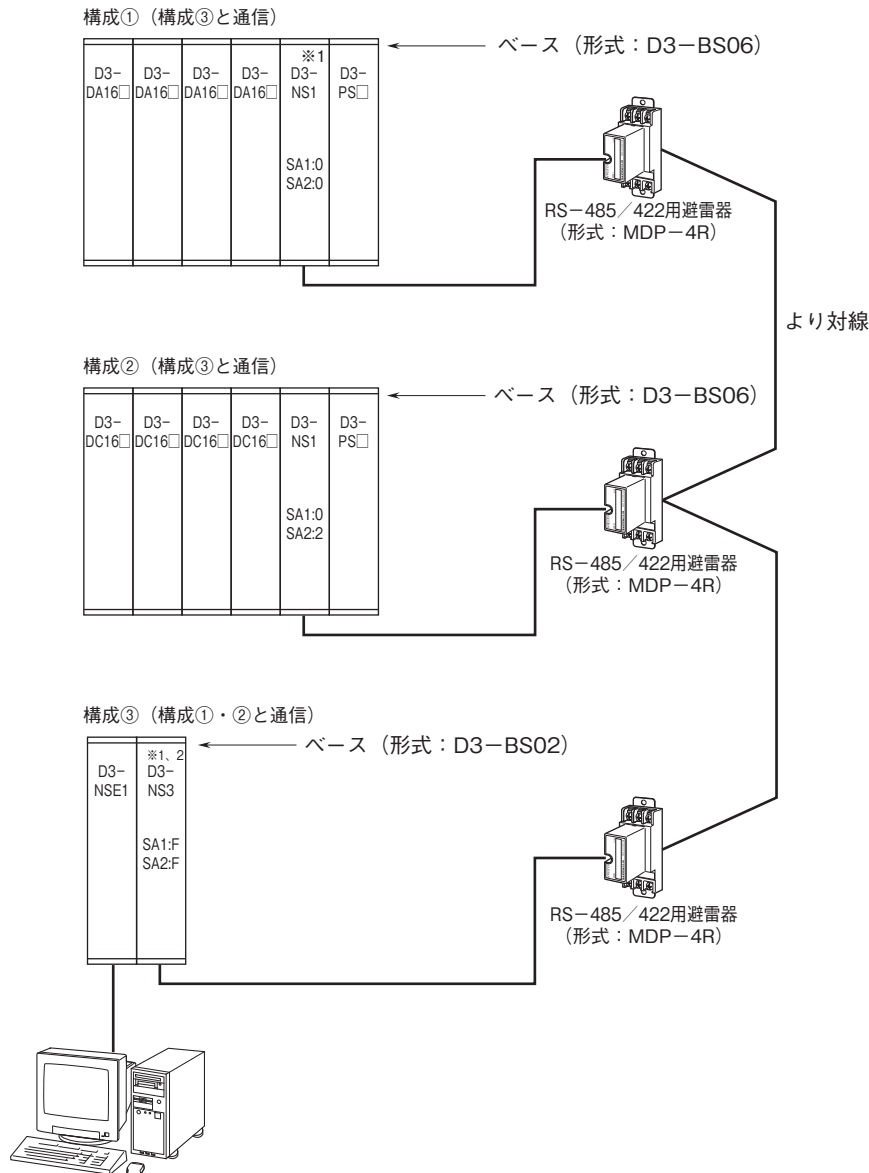 構成①（構成③と通信）
ベース（形式：D3－BS06）
※1
D3－ D3－ D3－ D3－ D3－ D3－
DA16□ DA16□ DA16□ DA16□ NS1 PS□
SA1:0
SA2:0
RS－485／422用避雷器
（形式：MDP－4R）
より対線
構成②（構成③と通信）
ベース（形式：D3－BS06）
D3－ D3－ D3－ D3－ D3－ D3－
DC16□ DC16□ DC16□ DC16□ NS1 PS□
SA1:0
SA2:2
RS－485／422用避雷器
（形式：MDP－4R）
構成③（構成①・②と通信）
ベース（形式：D3－BS02）
※1、2
D3－ D3－
NSE1 NS3
SA1:F
SA2:F
RS－485／422用避雷器
（形式：MDP－4R）